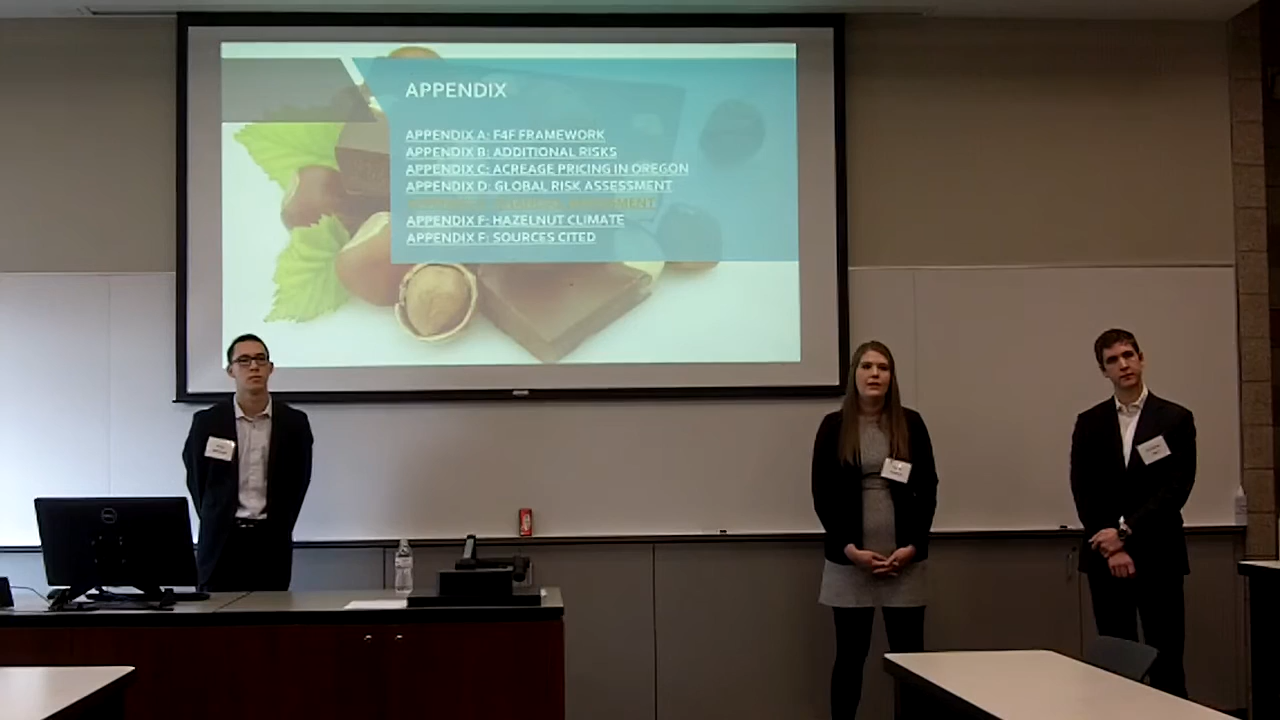 APPENDIX
APPENDIX A: F4F FRAMEWORK
APPENDIX B: ADDITIONAL RISKS
APPENDIX C: ACREAGE PRICING IN OREGON
APPENDIX D: GLOBAL RISK ASSESSMENT
APPENDIX F: HAZELNUT CLIMATE
APPENDIX F: SOURCES CITED
DELL